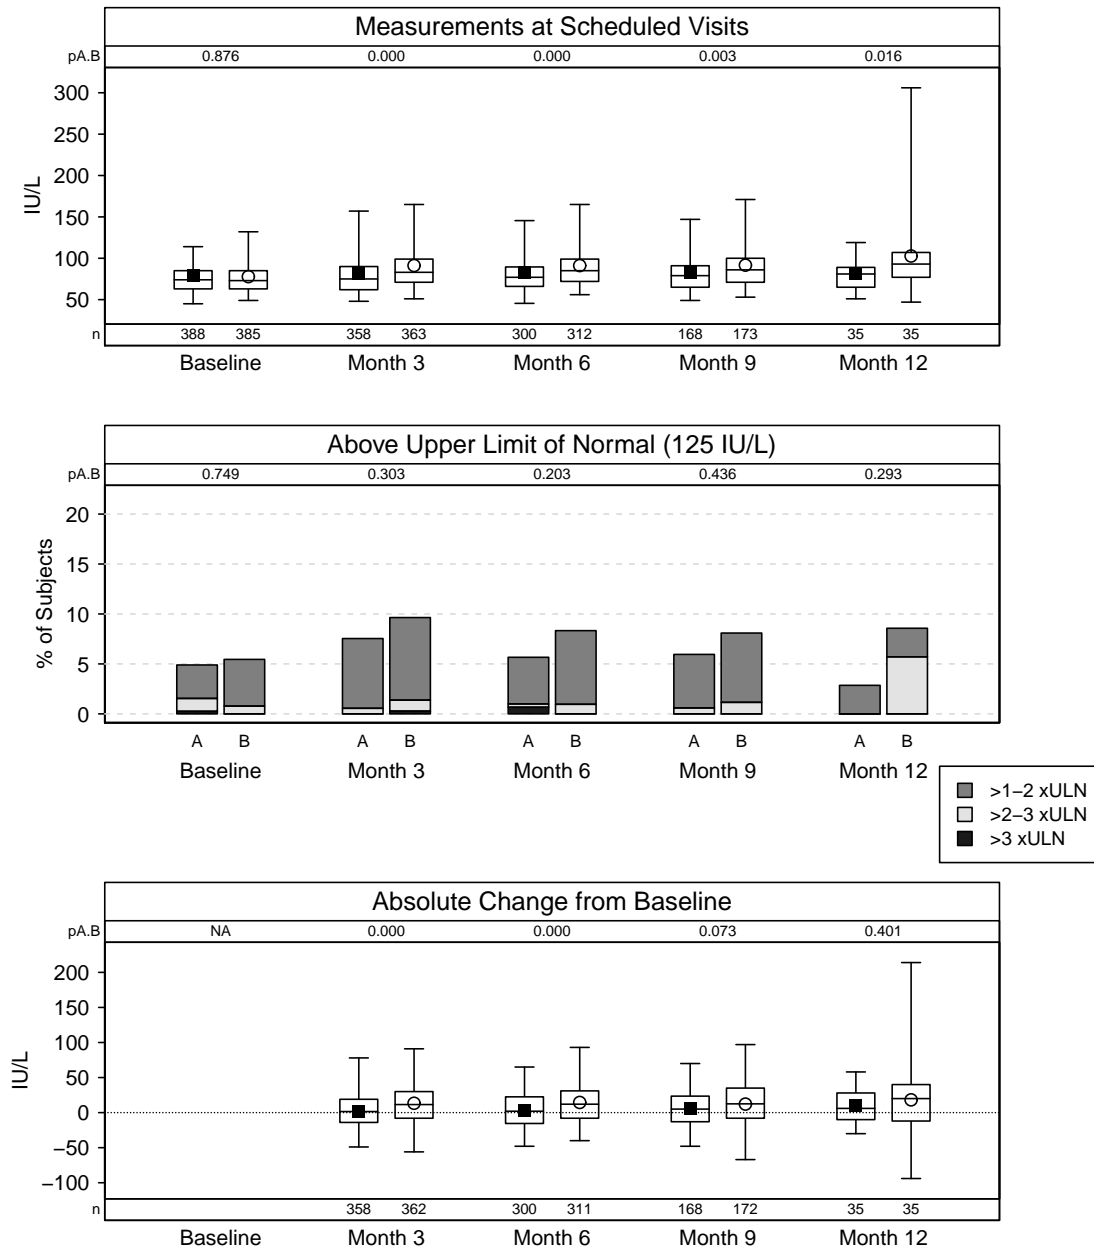 Measurements at Scheduled Visits
pA.B 0.876 0.000 0.000 0.003 0.016
300
250
200
150
100
50
IU/L
n 388 385 358 363 300 312 168 173 35 35
Baseline Month 3 Month 6 Month 9 Month 12
Above Upper Limit of Normal (125 IU/L)
pA.B 0.749 0.303 0.203 0.436 0.293
20
15
10
5
0
% of Subjects
A B A B A B A B A B
Baseline Month 3 Month 6 Month 9 Month 12
>1−2 xULN
>2−3 xULN
>3 xULN
Absolute Change from Baseline
pA.B NA 0.000 0.000 0.073 0.401
200
150
100
50
0
−50
−100
IU/L
n 358 362 300 311 168 172 35 35
Baseline Month 3 Month 6 Month 9 Month 12